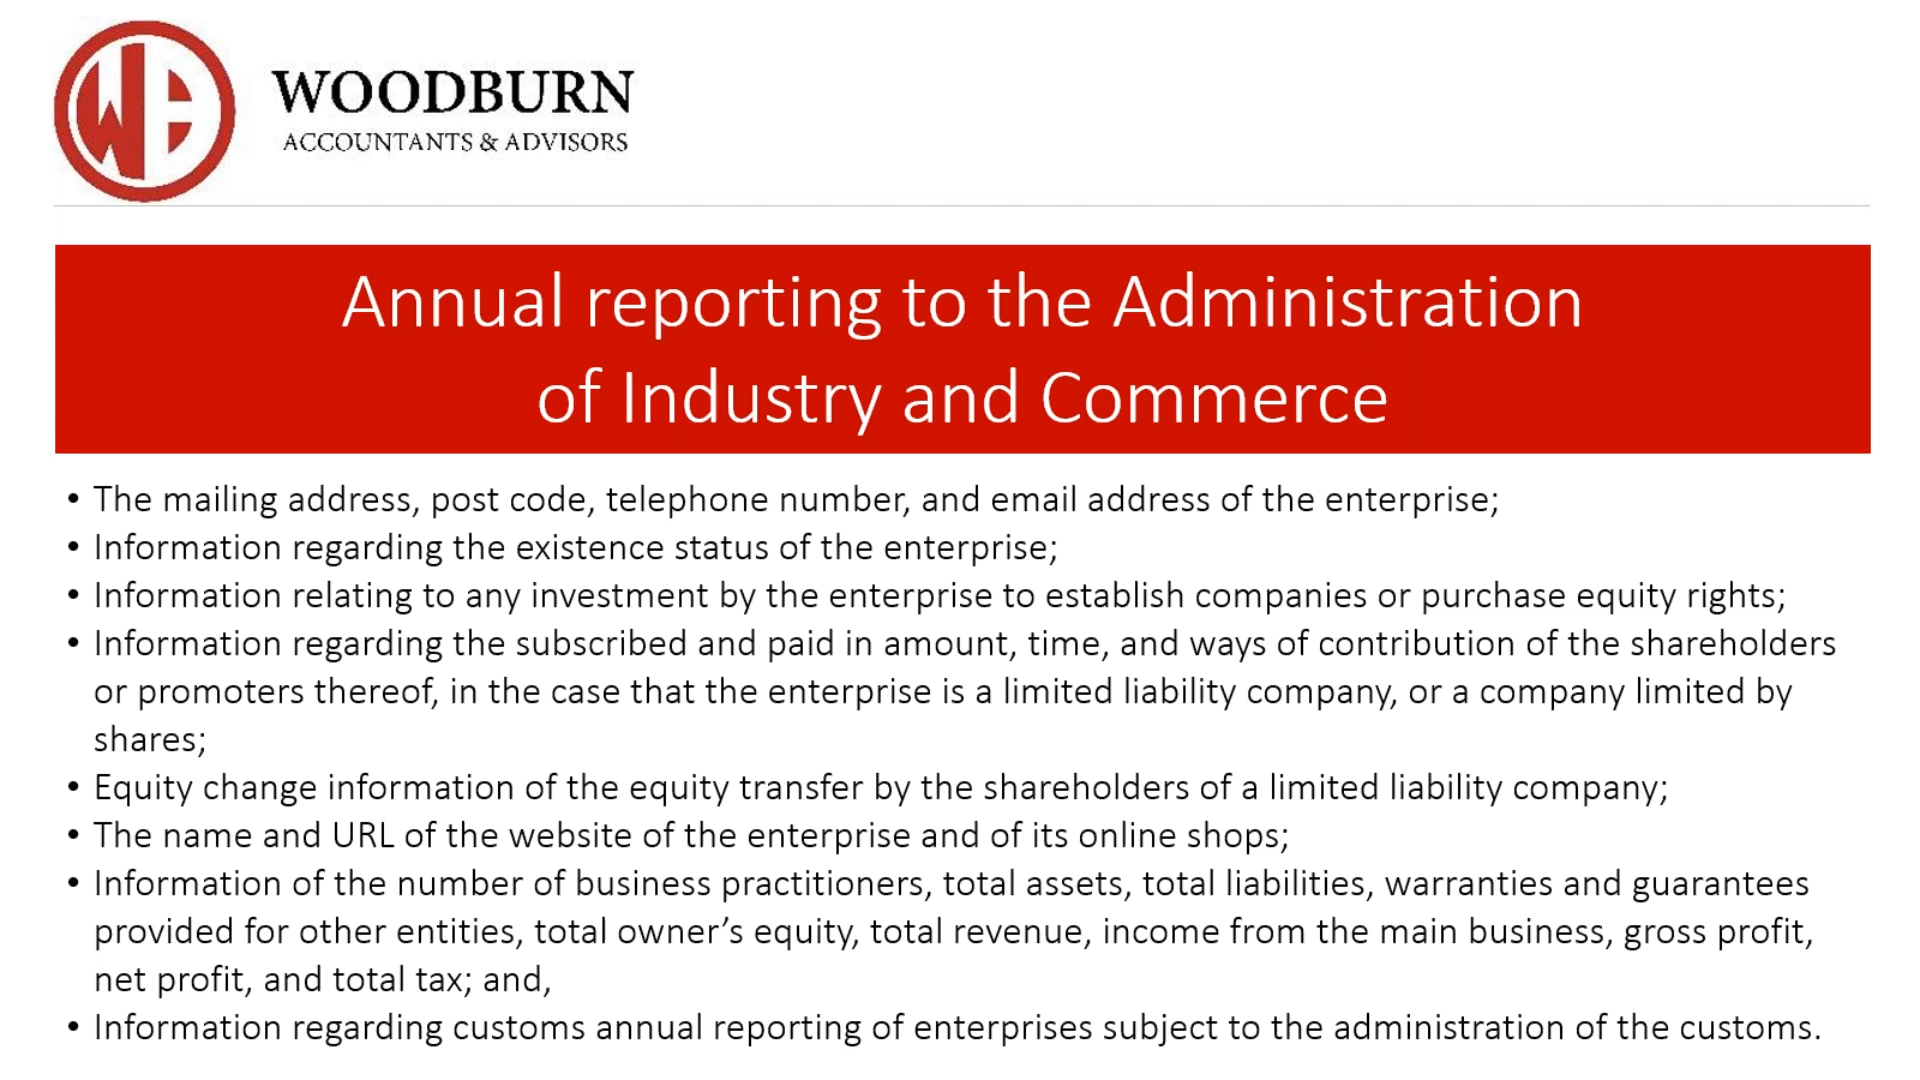 WOODBURN
ACCOUNTANTS & ADVISORS
Annual reporting to the Administration
of Industry and Commerce
• The mailing address, post code, telephone number, and email address of the enterprise;
• Information regarding the existence status of the enterprise;
• Information relating to any investment by the enterprise to establish companies or purchase equity rights;
• Information regarding the subscribed and paid in amount, time, and ways of contribution of the shareholders
or promoters thereof, in the case that the enterprise is a limited liability company, or a company limited by
shares;
• Equity change information of the equity transfer by the shareholders of a limited liability company;
• The name and URL of the website of the enterprise and of its online shops;
• Information of the number of business practitioners, total assets, total liabilities, warranties and guarantees
provided for other entities, total owner’s equity, total revenue, income from the main business, gross profit,
net profit, and total tax; and,
• Information regarding customs annual reporting of enterprises subject to the administration of the customs.